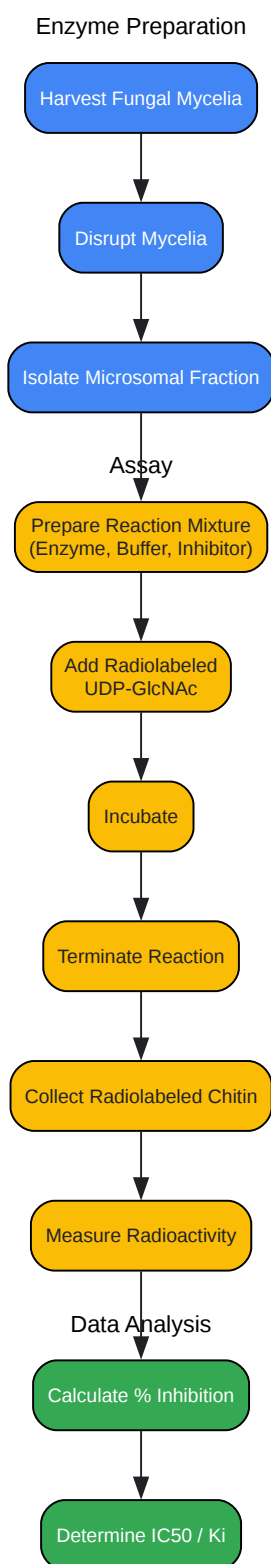 Enzyme Preparation
Harvest Fungal Mycelia
Disrupt Mycelia
Isolate Microsomal Fraction
Assay
Prepare Reaction Mixture
(Enzyme, Buffer, Inhibitor)
Add Radiolabeled
UDP-GlcNAc
Incubate
Terminate Reaction
Collect Radiolabeled Chitin
Measure Radioactivity
Data Analysis
Calculate % Inhibition
Determine IC50 / Ki